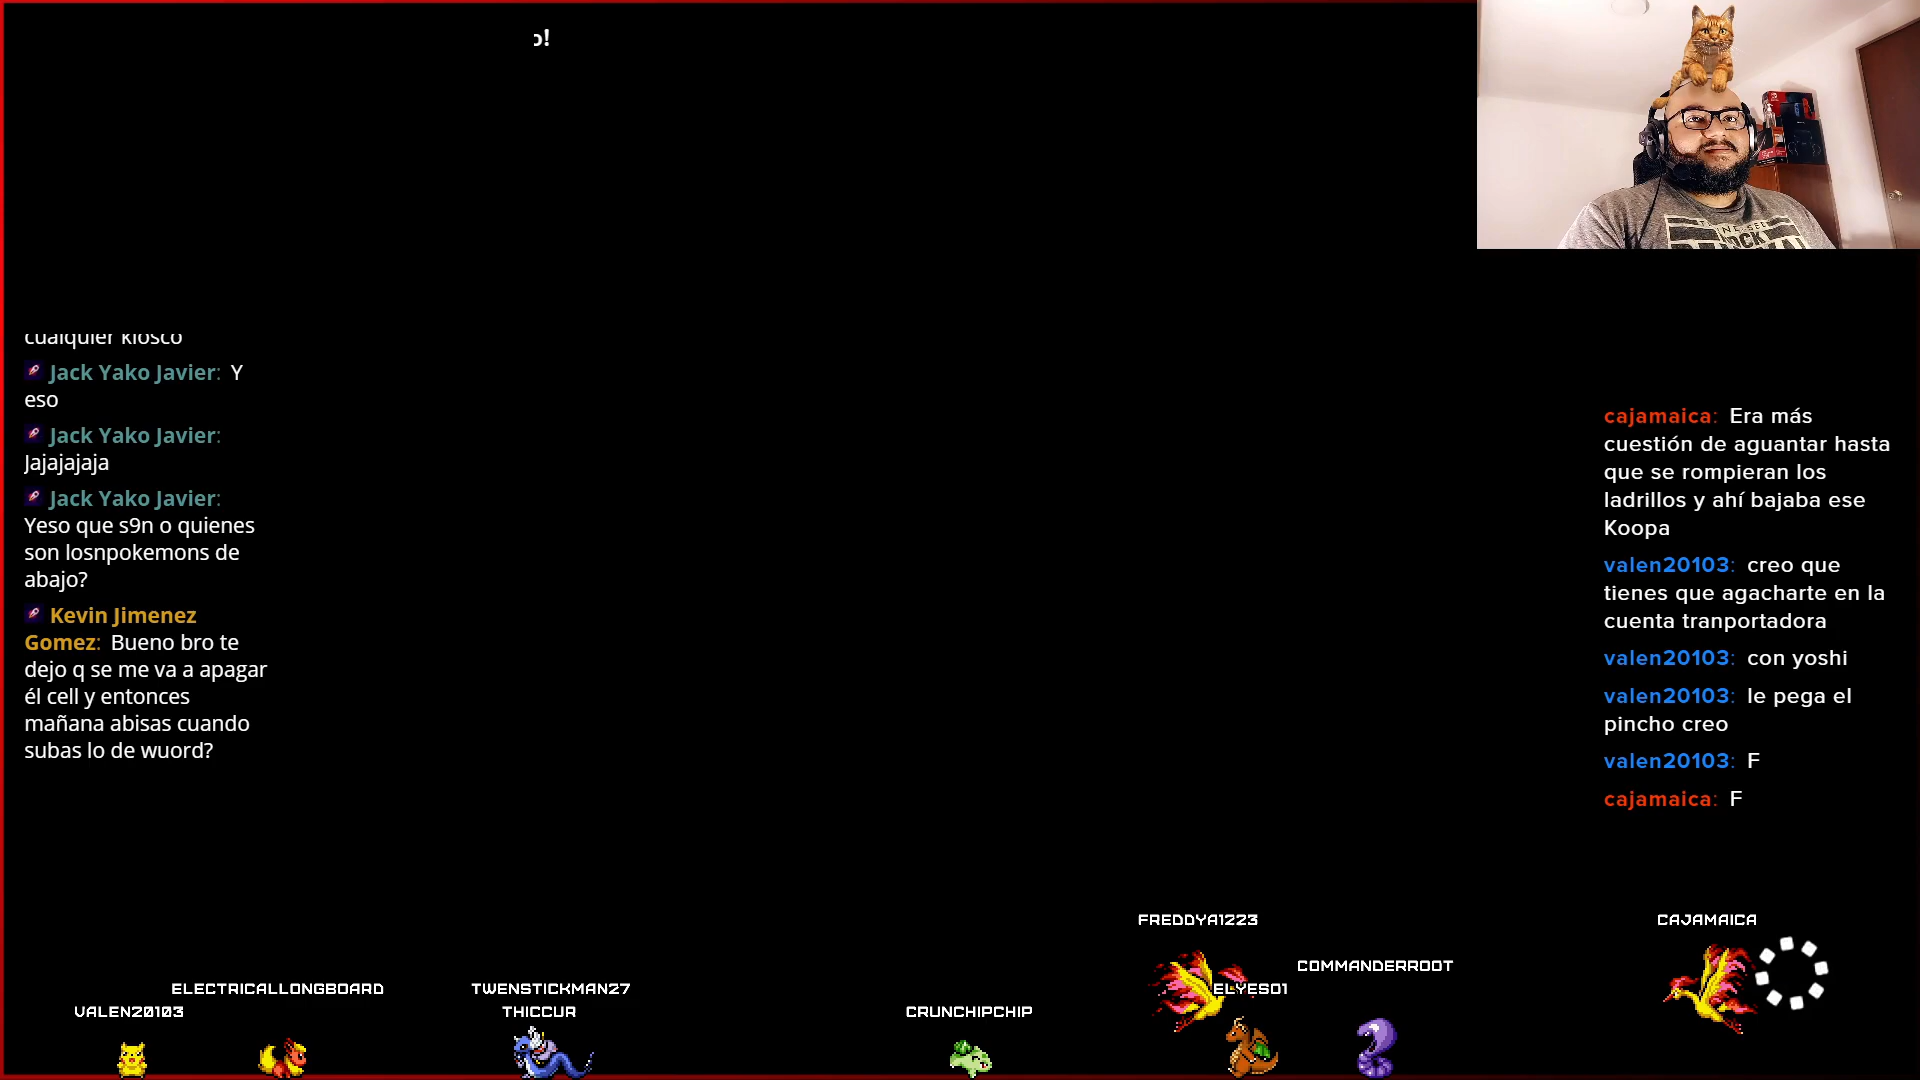 o!
cualquier kiosco
Jack Yako Javier: Y
eso
Jack Yako Javier:
Jajajajaja
Jack Yako Javier:
Yeso que s9n o quienes
son losnpokemons de
abajo?
Kevin Jimenez
Gomez: Bueno bro te
dejo q se me va a apagar
él cell y entonces
mañana abisas cuando
subas lo de wuord?
cajamaica: Era más
cuestión de aguantar hasta
que se rompieran los
ladrillos y ahí bajaba ese
Koopa
valen20103: creo que
tienes que agacharte en la
cuenta tranportadora
valen20103: con yoshi
valen20103: le pega el
pincho creo
valen20103: F
cajamaica: F
FREDDYA1223
CAJAMAICA
COMMANDERROOT
ELECTRICALLONGBOARD
TWENSTICKMAN27
ELYES01
VALEN20103
THICCUR
CRUNCHIPCHIP